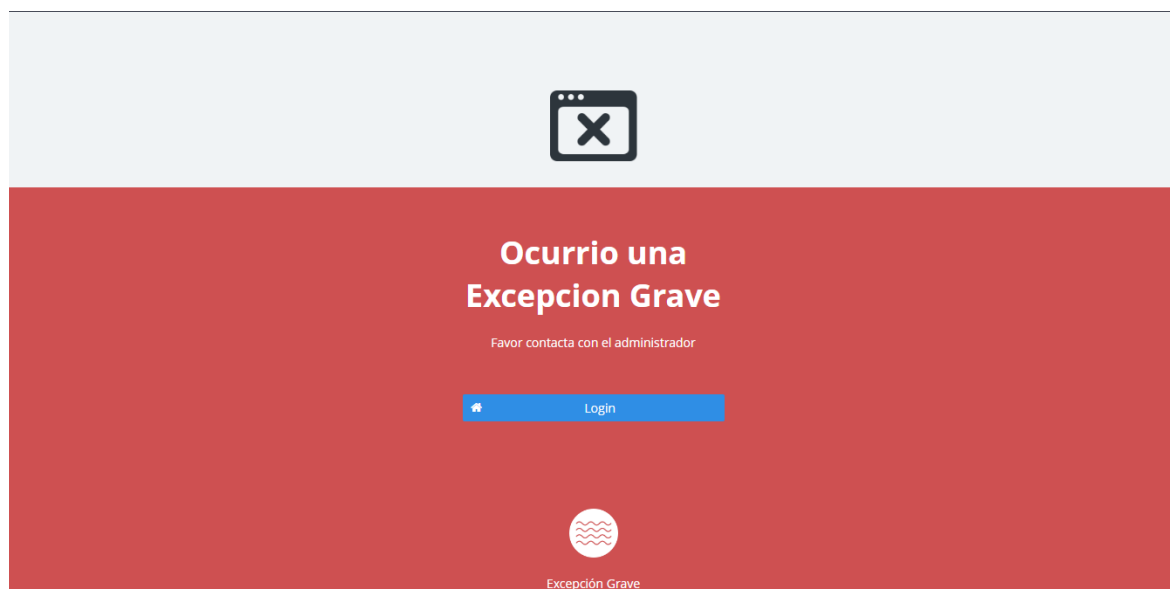 Ocurrio una
Excepcion Grave
Favor contacta con el administrador
Login
Excepción Grave